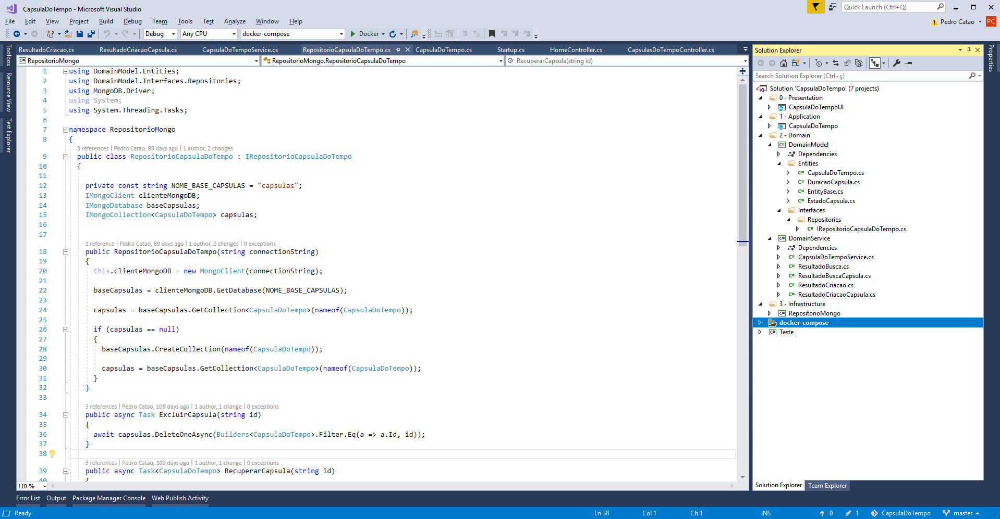 CapsulaDoTempo - Microsoft Visual Studio
Quick Launch (Ctrl+Q)
File Edit View Project Build Debug Team Tools Test Analyze Window Help
Pedro Catao PC
Debug Any CPU docker-compose Docker
Toolbox
Resource View
Test Explorer
ResultadoCriacao.cs ResultadoCriacaoCapsula.cs CapsulaDoTempoService.cs RepositorioCapsulaDoTempo.cs CapsulaDoTempo.cs Startup.cs HomeController.cs CapsulasDoTempoController.cs
RepositorioMongo RepositorioMongo.RepositorioCapsulaDoTempo RecuperarCapsula(string id)
1 using DomainModel.Entities;
2 using DomainModel.Interfaces.Repositories;
3 using MongoDB.Driver;
4 using System;
5 using System.Threading.Tasks;
6
7 namespace RepositorioMongo
8 {
3 references | Pedro Catao, 89 days ago | 1 author, 2 changes
9 public class RepositorioCapsulaDoTempo : IRepositorioCapsulaDoTempo
10 {
11
12 private const string NOME_BASE_CAPSULAS = "capsulas";
13 IMongoClient clienteMongoDB;
14 IMongoDatabase baseCapsulas;
15 IMongoCollection<CapsulaDoTempo> capsulas;
16
17
1 reference | Pedro Catao, 89 days ago | 1 author, 2 changes | 0 exceptions
18 public RepositorioCapsulaDoTempo(string connectionString)
19 {
20 this.clienteMongoDB = new MongoClient(connectionString);
21
22 baseCapsulas = clienteMongoDB.GetDatabase(NOME_BASE_CAPSULAS);
23
24 capsulas = baseCapsulas.GetCollection<CapsulaDoTempo>(nameof(CapsulaDoTempo));
25
26 if (capsulas == null)
27 {
28 baseCapsulas.CreateCollection(nameof(CapsulaDoTempo));
29
30 capsulas = baseCapsulas.GetCollection<CapsulaDoTempo>(nameof(CapsulaDoTempo));
31 }
32 }
33
3 references | Pedro Catao, 109 days ago | 1 author, 1 change | 0 exceptions
34 public async Task ExcluirCapsula(string id)
35 {
36 await capsulas.DeleteOneAsync(Builders<CapsulaDoTempo>.Filter.Eq(a => a.Id, id));
37 }
38
3 references | Pedro Catao, 109 days ago | 1 author, 1 change | 0 exceptions
39 public async Task<CapsulaDoTempo> RecuperarCapsula(string id)
40 {
110 %
Solution Explorer
Search Solution Explorer (Ctrl+ç)
Solution 'CapsulaDoTempo' (7 projects)
0 - Presentation
CapsulaDoTempoUI
1 - Application
CapsulaDoTempo
2 - Domain
DomainModel
Dependencies
Entities
CapsulaDoTempo.cs
DuracaoCapsula.cs
EntityBase.cs
EstadoCapsula.cs
Interfaces
Repositories
IRepositorioCapsulaDoTempo.cs
DomainService
Dependencies
CapsulaDoTempoService.cs
ResultadoBusca.cs
ResultadoBuscaCapsula.cs
ResultadoCriacao.cs
ResultadoCriacaoCapsula.cs
3 - Infrastructure
RepositorioMongo
docker-compose
Teste
Solution Explorer Team Explorer
Properties
Error List Output Package Manager Console Web Publish Activity
Ready Ln 38 Col 1 Ch 1 INS 0 1 CapsulaDoTempo master